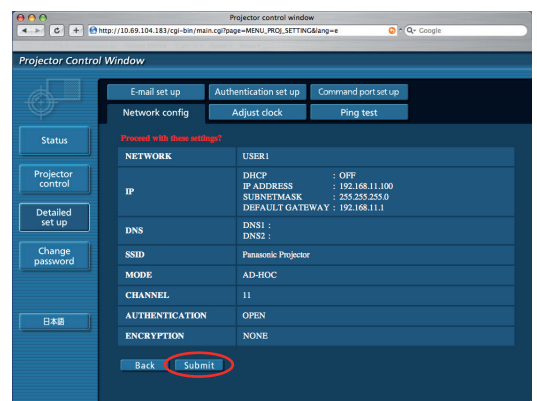 Projector control window
http://10.69.104.183/cgi-bin/main.cgi?page=MENU_PROJ_SETTING&lang=e
Google
Projector Control Window
E-mail set up
Authentication set up
Command port set up
Network config
Adjust clock
Ping test
Status
Projector
control
Detailed
set up
Change
password
日本語
Proceed with these settings?
NETWORK USER1
IP
DHCP : OFF
IP ADDRESS : 192.168.11.100
SUBNETMASK : 255.255.255.0
DEFAULT GATEWAY : 192.168.11.1
DNS
DNS1 :
DNS2 :
SSID Panasonic Projector
MODE AD-HOC
CHANNEL 11
AUTHENTICATION OPEN
ENCRYPTION NONE
Back Submit